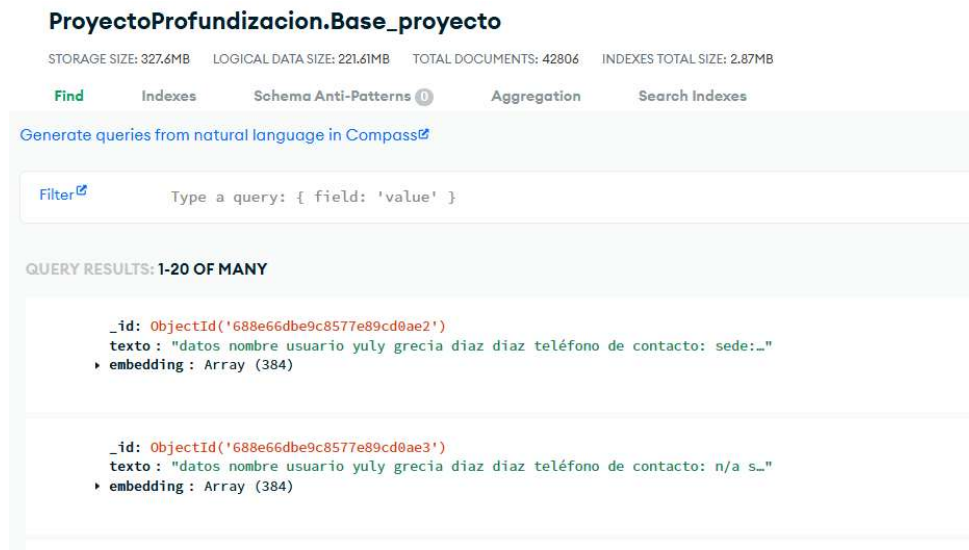 ProyectoProfundizacion.Base_proyecto
STORAGE SIZE: 327.6MB LOGICAL DATA SIZE: 221.61MB TOTAL DOCUMENTS: 42806 INDEXES TOTAL SIZE: 2.87MB
Find Indexes Schema Anti-Patterns 0 Aggregation Search Indexes
Generate queries from natural language in Compass
Filter Type a query: { field: 'value' }
QUERY RESULTS: 1-20 OF MANY
_id: ObjectId('688e66dbe9c8577e89cd0ae2')
texto : "datos nombre usuario yuly grecia diaz diaz teléfono de contacto: sede:…"
embedding : Array (384)
_id: ObjectId('688e66dbe9c8577e89cd0ae3')
texto : "datos nombre usuario yuly grecia diaz diaz teléfono de contacto: n/a s…"
embedding : Array (384)